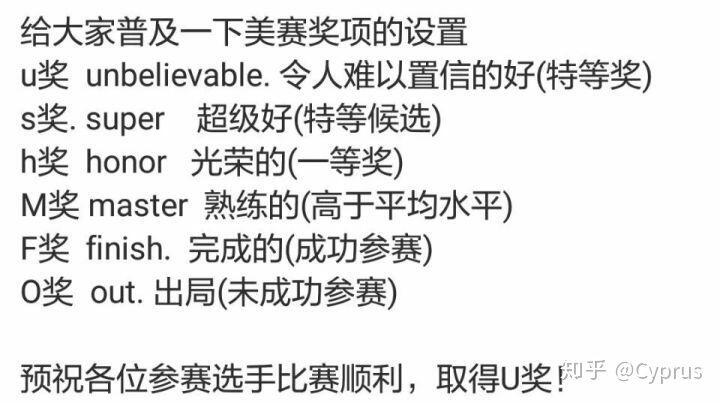 给大家普及一下美赛奖项的设置
u奖 unbelievable. 令人难以置信的好(特等奖)
s奖. super 超级好(特等候选)
h奖 honor 光荣的(一等奖)
M奖 master 熟练的(高于平均水平)
F奖 finish. 完成的(成功参赛)
O奖 out. 出局(未成功参赛)
预祝各位参赛选手比赛顺利，取得U奖！
知乎 @Cyprus